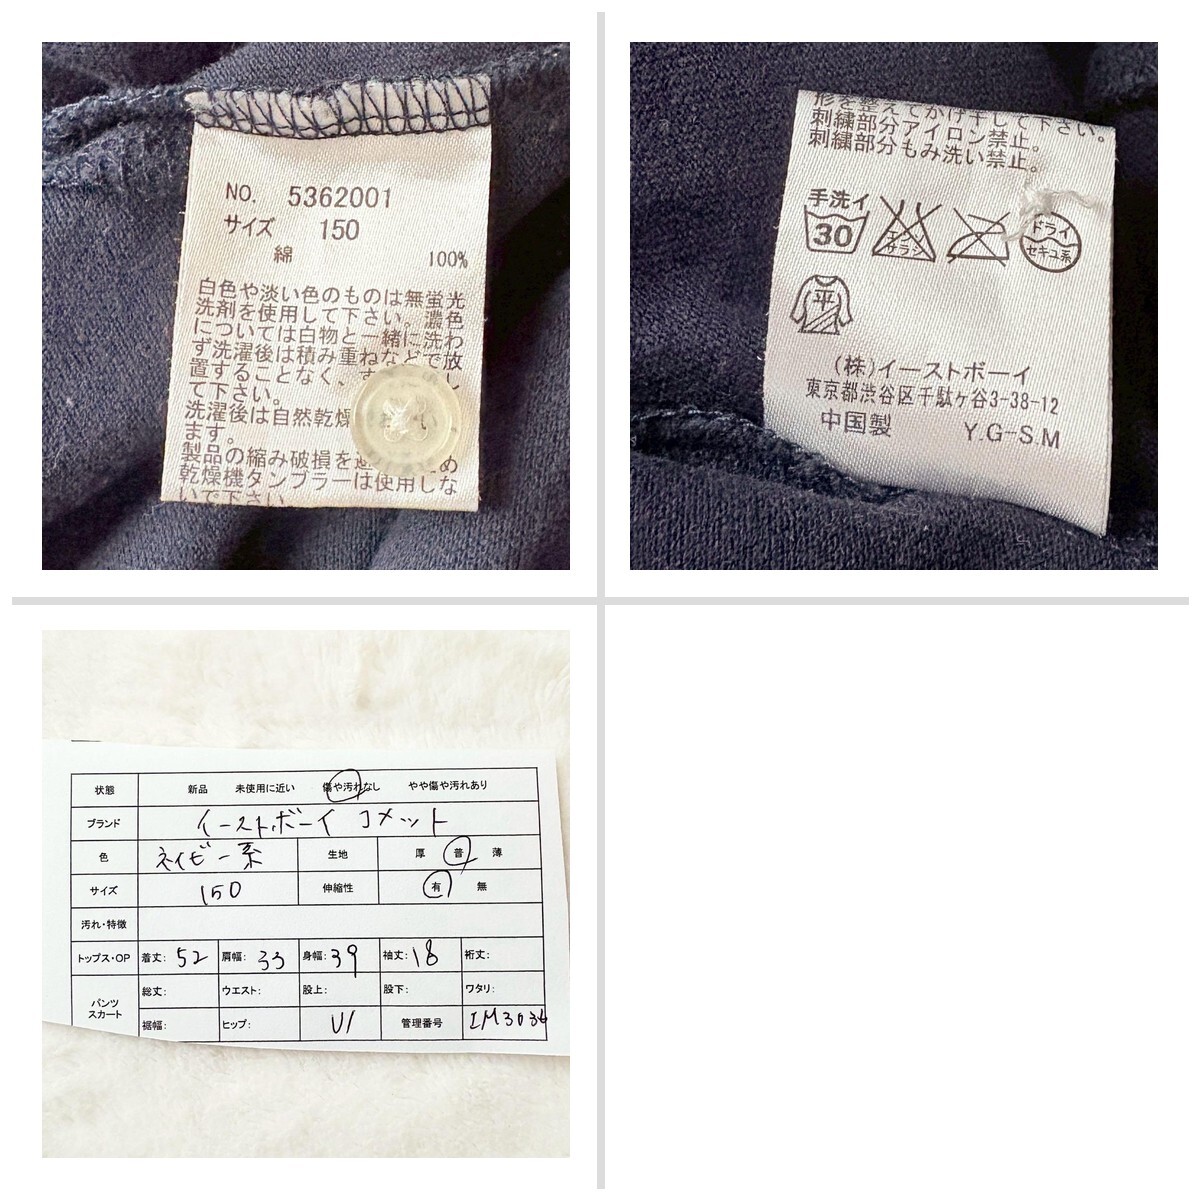 NO. 5362001
サイズ 150
綿 100%
白色や淡い色のものは無蛍光
洗剤を使用して下さい。濃色
については白物と一緒に洗わ
ず洗濯後は積み重ねなどで放
置することなく、す し
て下さい。
洗濯後は自然乾燥 い
ます。
製品の縮み破損を め
乾燥機タンブラーは使用しな
いで下さい
形を整えてかけ干して下さい。
刺繍部分アイロン禁止。
刺繍部分もみ洗い禁止。
手洗イ
30 エンソ サラシ ドライ
セキユ系
平
(株)イーストボーイ
東京都渋谷区千駄ヶ谷3-38-12
中国製 Y.G-S.M
状態 新品 未使用に近い 傷や汚れなし やや傷や汚れあり
ブランド イーストボーイ コメット
色 ネイビー系 生地 厚 普 薄
サイズ 150 伸縮性 有 無
汚れ・特徴
トップス・OP 着丈: 52 肩幅: 33 身幅: 39 袖丈: 18 裄丈:
パンツ
スカート
総丈: ウエスト: 股上: 股下: ワタリ:
裾幅: ヒップ: 管理番号 IM3036